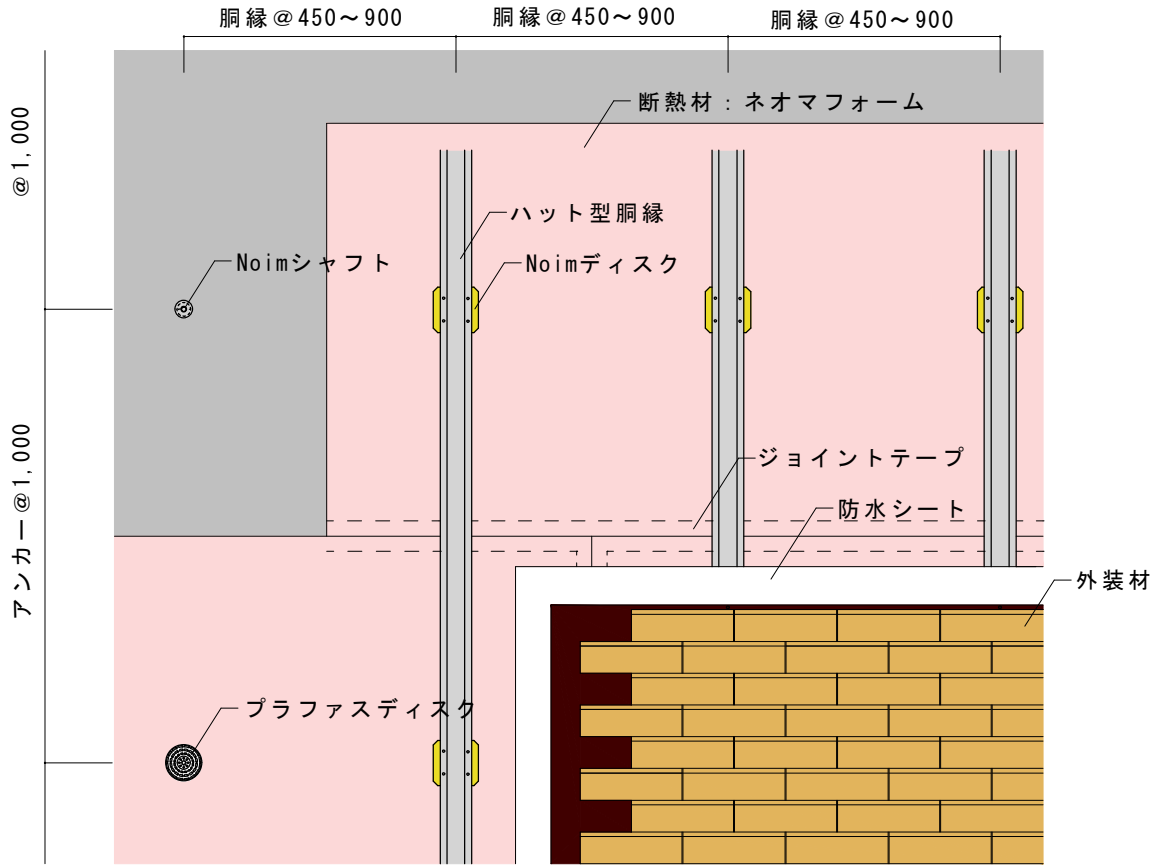 胴縁＠450～900
胴縁＠450～900
胴縁＠450～900
断熱材：ネオマフォーム
@1,000
ハット型胴縁
Noimシャフト
Noimディスク
アンカー@1,000
ジョイントテープ
防水シート
外装材
プラファスディスク